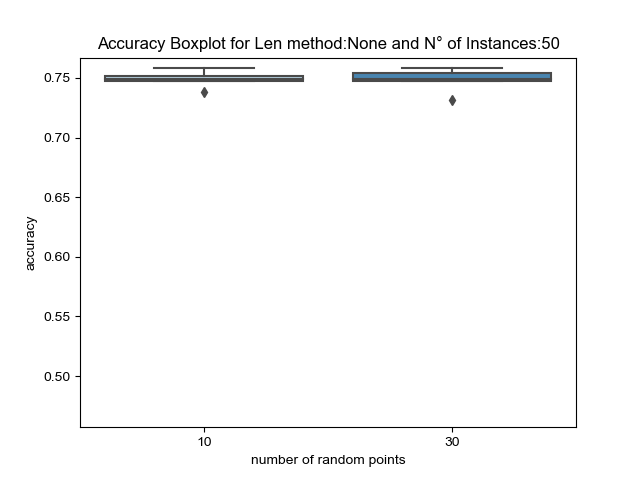 Accuracy Boxplot for Len method:None and N° of Instances:50
accuracy
0.75
0.70
0.65
0.60
0.55
0.50
10 30
number of random points